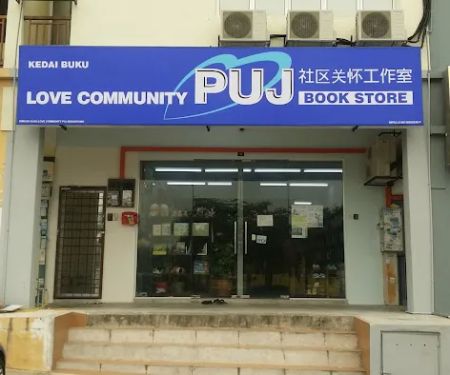 KEDAI BUKU
LOVE COMMUNITY PUJ 社区关怀工作室
BOOK STORE